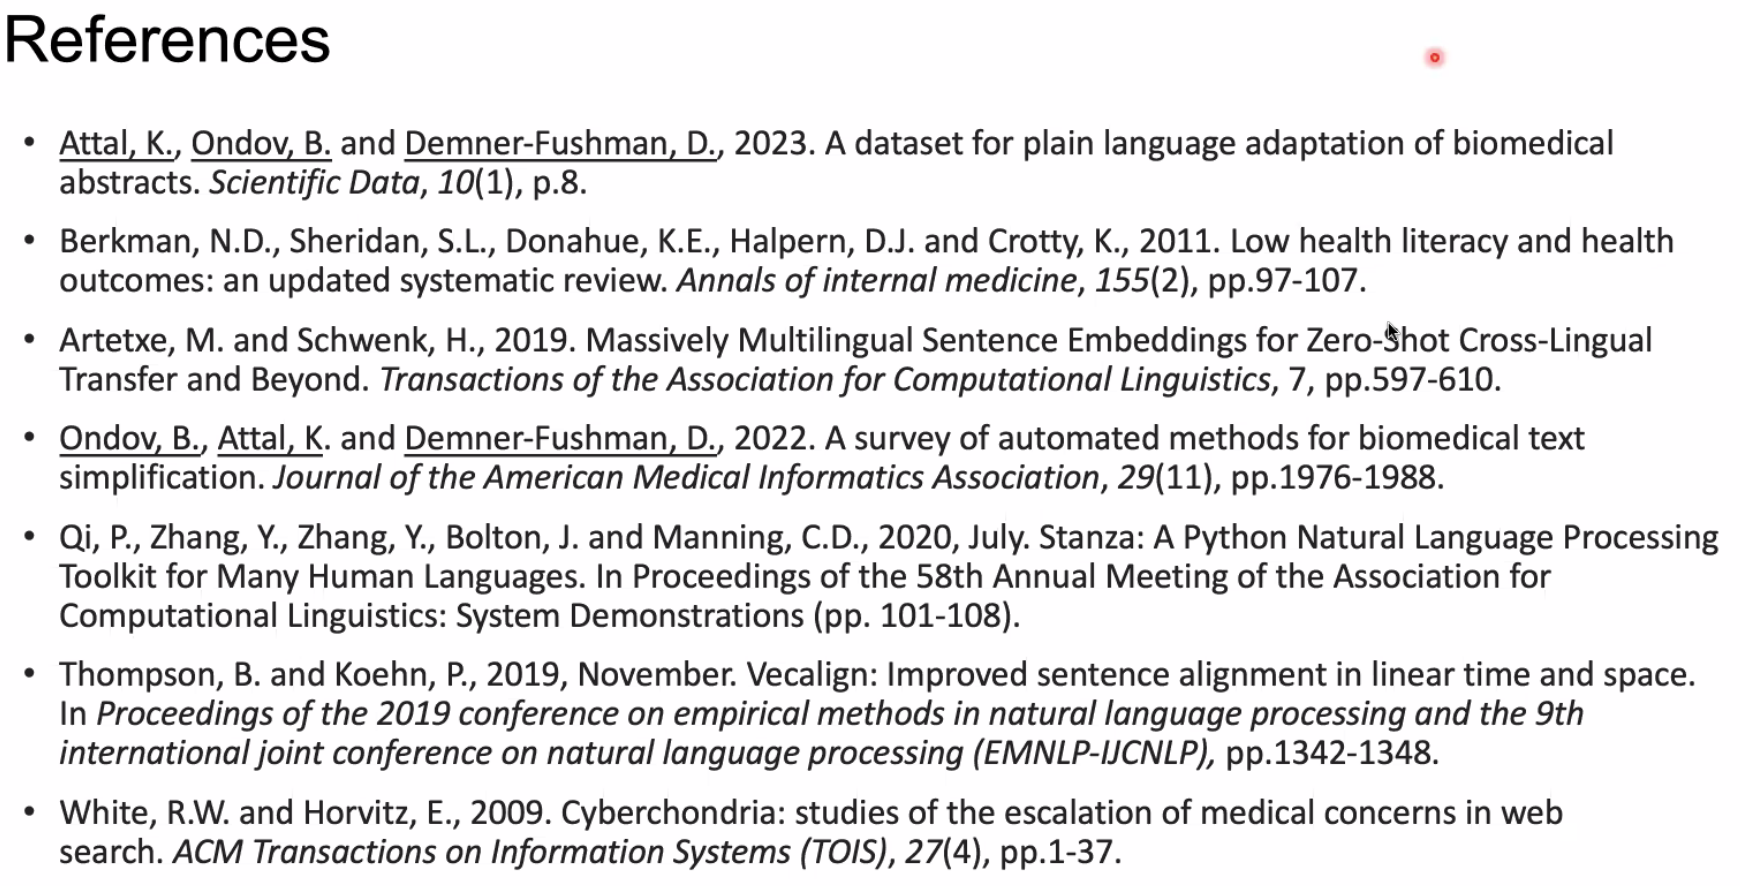 References
• Attal, K., Ondov, B. and Demner-Fushman, D., 2023. A dataset for plain language adaptation of biomedical
abstracts. Scientific Data, 10(1), p.8.
• Berkman, N.D., Sheridan, S.L., Donahue, K.E., Halpern, D.J. and Crotty, K., 2011. Low health literacy and health
outcomes: an updated systematic review. Annals of internal medicine, 155(2), pp.97-107.
• Artetxe, M. and Schwenk, H., 2019. Massively Multilingual Sentence Embeddings for Zero-Shot Cross-Lingual
Transfer and Beyond. Transactions of the Association for Computational Linguistics, 7, pp.597-610.
• Ondov, B., Attal, K. and Demner-Fushman, D., 2022. A survey of automated methods for biomedical text
simplification. Journal of the American Medical Informatics Association, 29(11), pp.1976-1988.
• Qi, P., Zhang, Y., Zhang, Y., Bolton, J. and Manning, C.D., 2020, July. Stanza: A Python Natural Language Processing
Toolkit for Many Human Languages. In Proceedings of the 58th Annual Meeting of the Association for
Computational Linguistics: System Demonstrations (pp. 101-108).
• Thompson, B. and Koehn, P., 2019, November. Vecalign: Improved sentence alignment in linear time and space.
In Proceedings of the 2019 conference on empirical methods in natural language processing and the 9th
international joint conference on natural language processing (EMNLP-IJCNLP), pp.1342-1348.
• White, R.W. and Horvitz, E., 2009. Cyberchondria: studies of the escalation of medical concerns in web
search. ACM Transactions on Information Systems (TOIS), 27(4), pp.1-37.